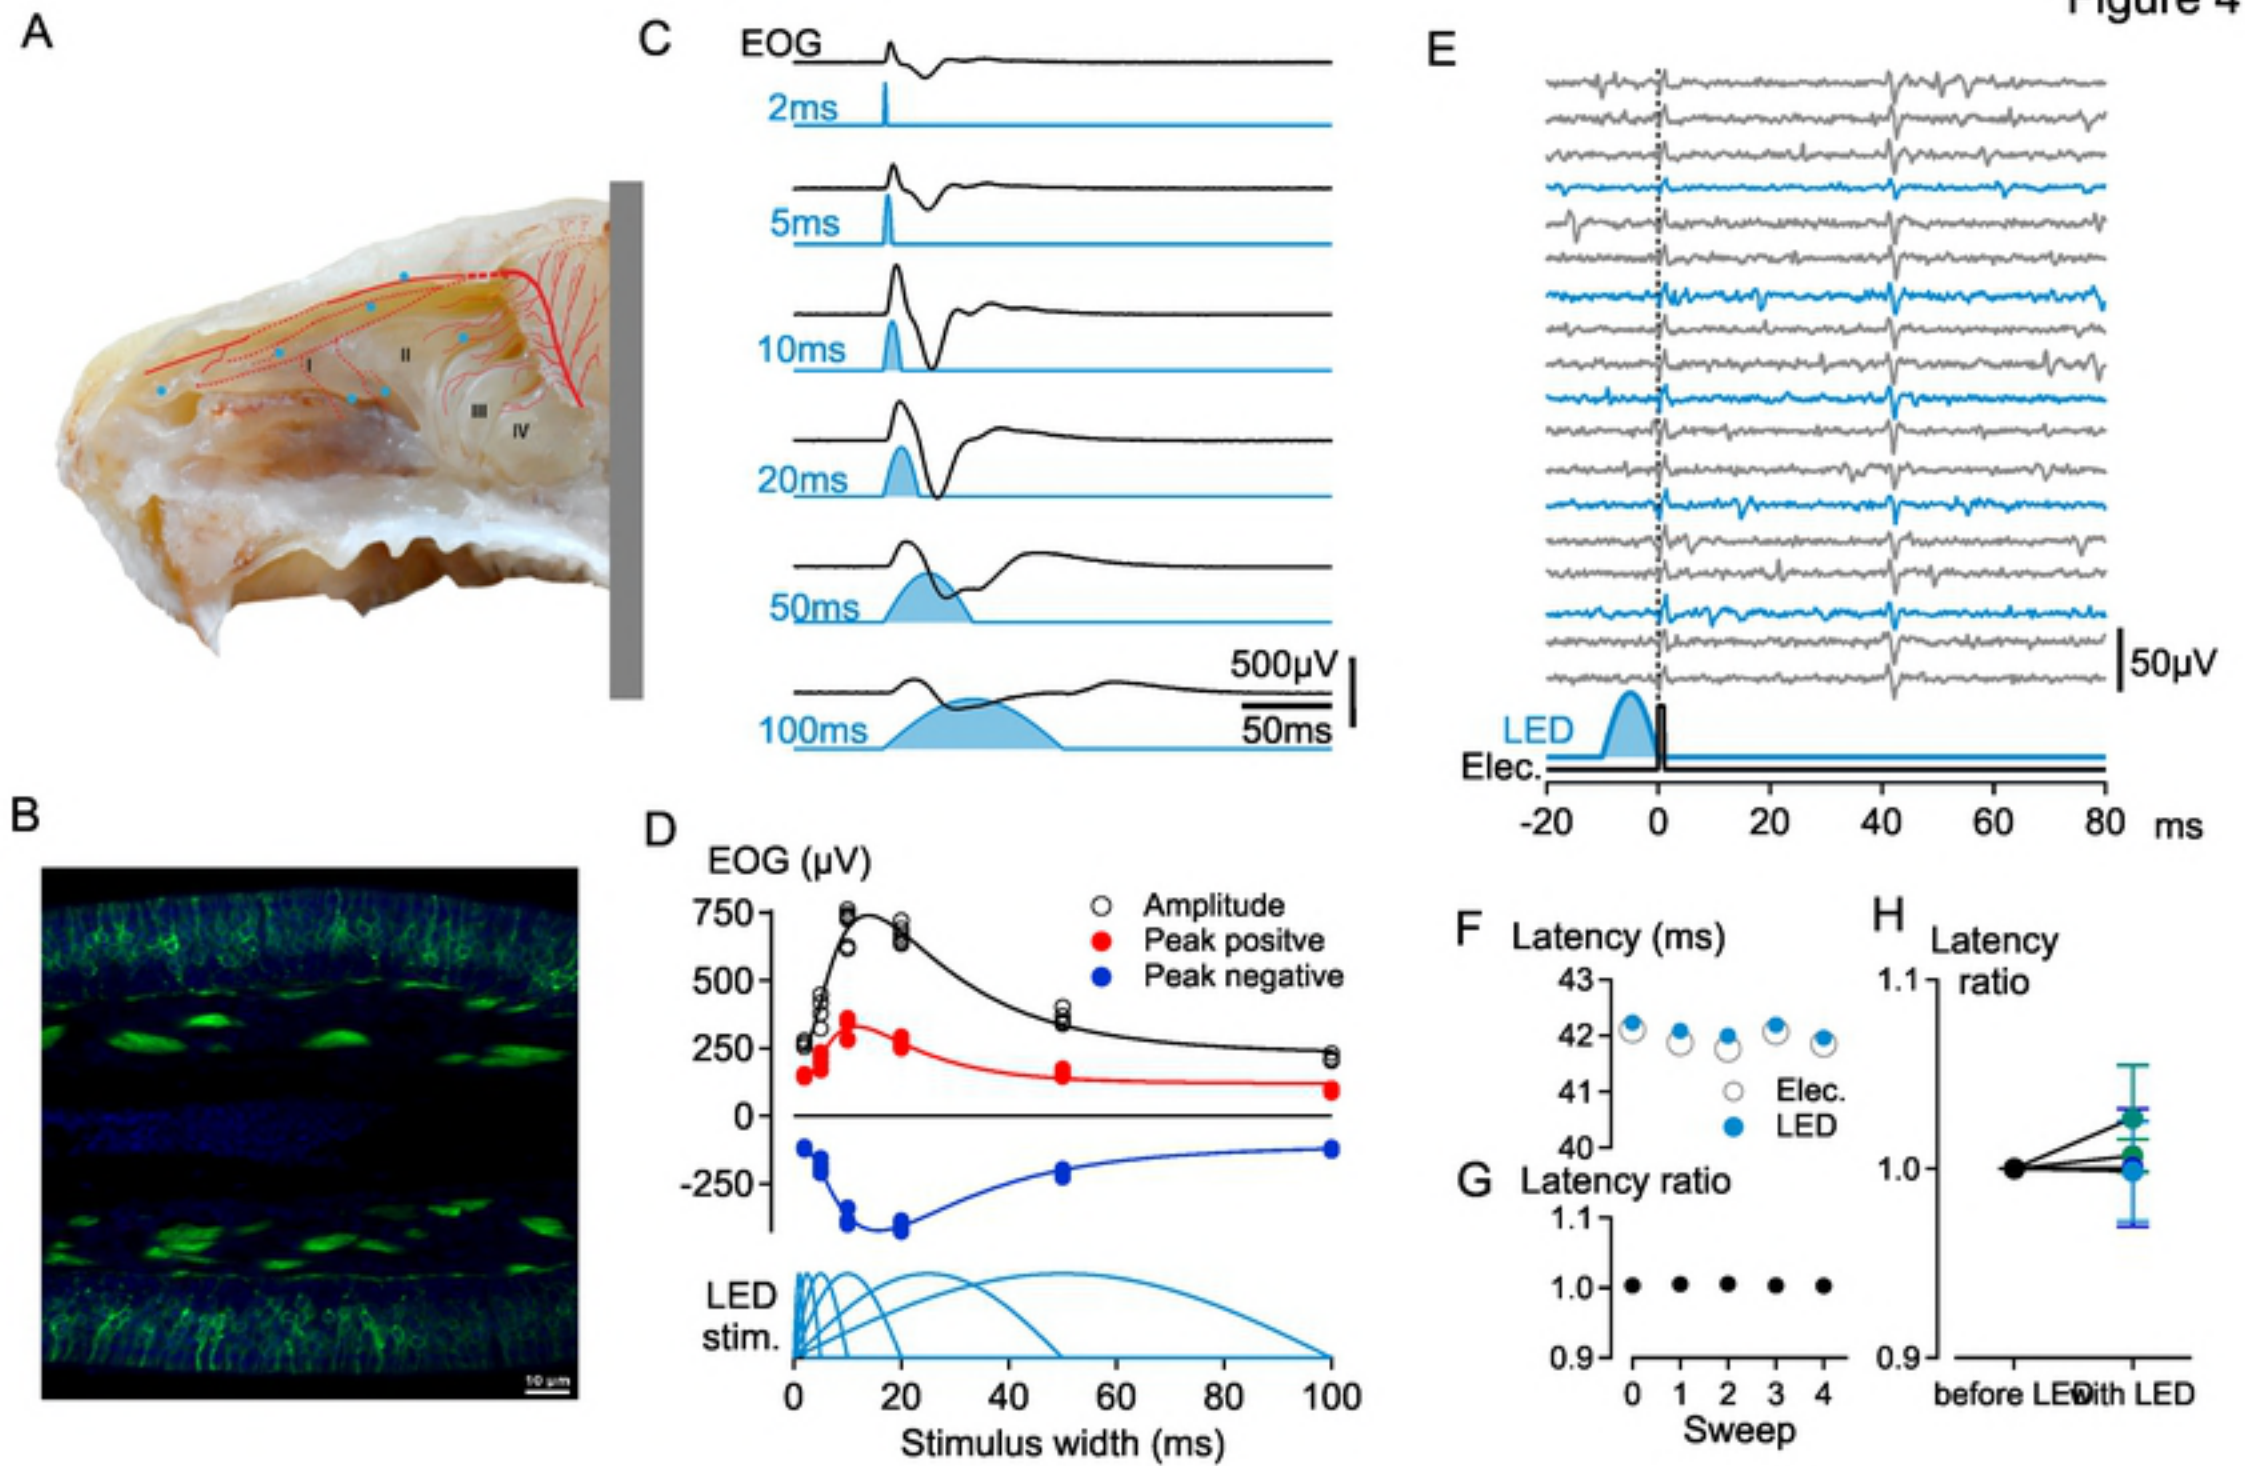 Figure 4
A
I
II
III
IV
B
10 µm
C
EOG
2ms
5ms
10ms
20ms
50ms
100ms
500µV
50ms
D
EOG (µV)
750
500
250
0
-250
Amplitude
Peak positve
Peak negative
LED
stim.
0 20 40 60 80 100
Stimulus width (ms)
E
50µV
LED
Elec.
-20 0 20 40 60 80 ms
F
Latency (ms)
43
42
41
40
Elec.
LED
G
Latency ratio
1.1
1.0
0.9
0 1 2 3 4
Sweep
H
Latency
ratio
1.1
1.0
0.9
before LED with LED